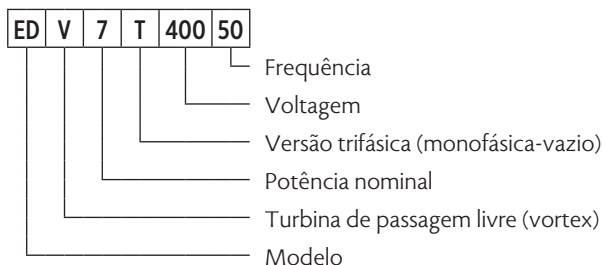 ED V 7 T 400 50
Frequência
Voltagem
Versão trifásica (monofásica-vazio)
Potência nominal
Turbina de passagem livre (vortex)
Modelo